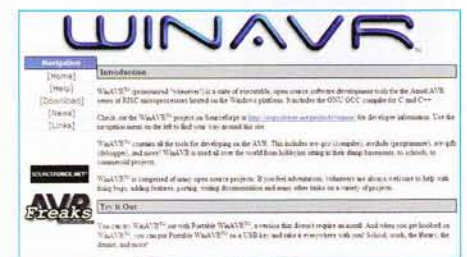 WINAVR
Navigation
[Home]
[Help]
[Download]
[News]
[Links]
SOURCEFORGE.NET
AVR
Freaks
Introduction
WinAVR™ (pronounced "whenever") is a suite of executable, open source software development tools for the Atmel AVR
series of RISC microprocessors hosted on the Windows platform. It includes the GNU GCC compiler for C and C++
Check out the WinAVR™ project on Sourceforge at for developer information. Use the
navigation menu on the left to find your way around this site.
WinAVR™ contains all the tools for developing on the AVR. This includes avr-gcc (compiler), avrdude (programmer), avr-gdb
(debugger), and more! WinAVR is used all over the world from hobbyists sitting in their damp basements, to schools, to
commercial projects.
WinAVR™ is comprised of many open source projects. If you feel adventurous, volunteers are always welcome to help with
fixing bugs, adding features, porting, writing documentation and many other tasks on a variety of projects.
Try It Out
You can try WinAVR™ out with Portable WinAVR™, a version that doesn't require an install. And when you get hooked on
WinAVR™, you can put Portable WinAVR™ on a USB key and take it everywhere with you! School, work, the library, the
dentist, and more!